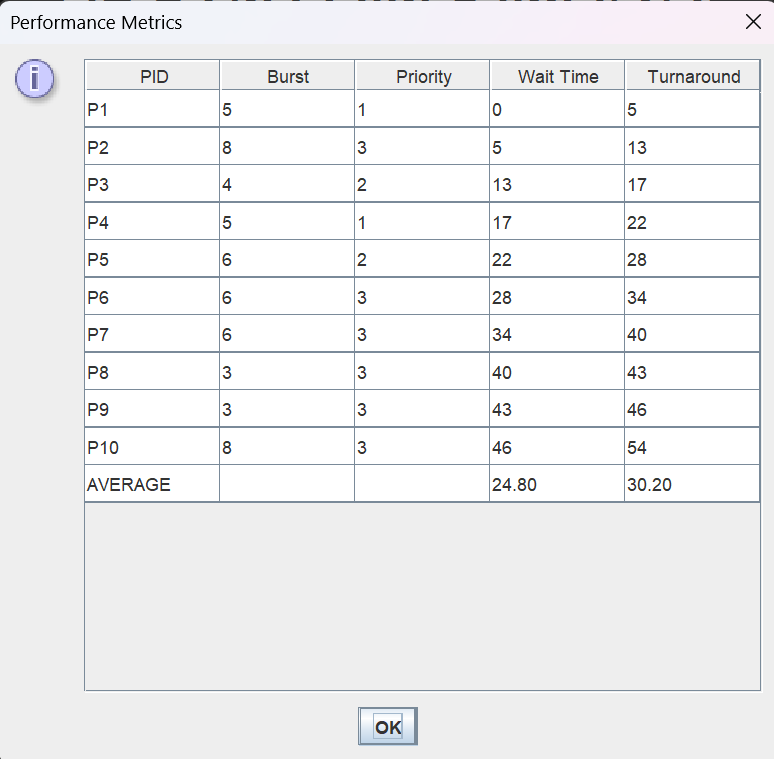 Performance Metrics
PID Burst Priority Wait Time Turnaround
P1 5 1 0 5
P2 8 3 5 13
P3 4 2 13 17
P4 5 1 17 22
P5 6 2 22 28
P6 6 3 28 34
P7 6 3 34 40
P8 3 3 40 43
P9 3 3 43 46
P10 8 3 46 54
AVERAGE 24.80 30.20
OK